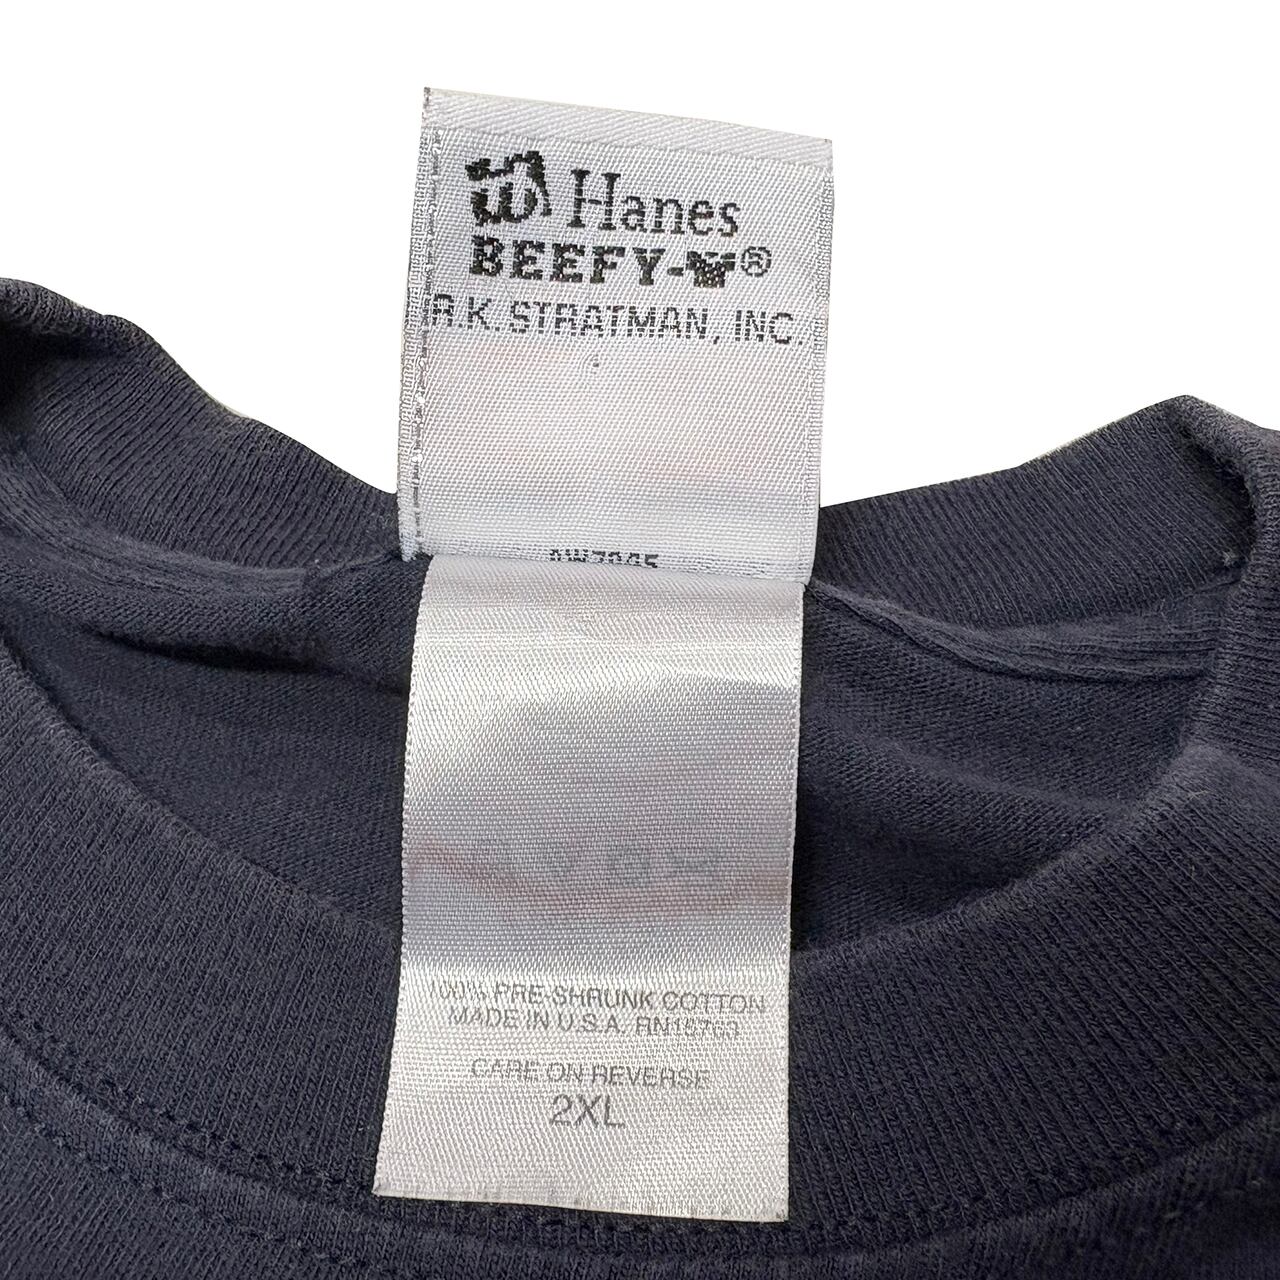 Hanes
BEEFY-T®
R.K. STRATMAN, INC.
100% PRE-SHRUNK COTTON
MADE IN U.S.A. RN15763
CARE ON REVERSE
2XL